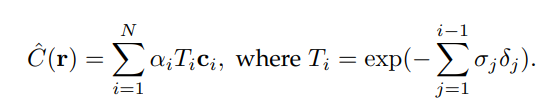 Ĉ(𝐫) = ∑_{i=1}^{N} α_i T_i 𝐜_i, where T_i = exp(− ∑_{j=1}^{i−1} σ_j δ_j).